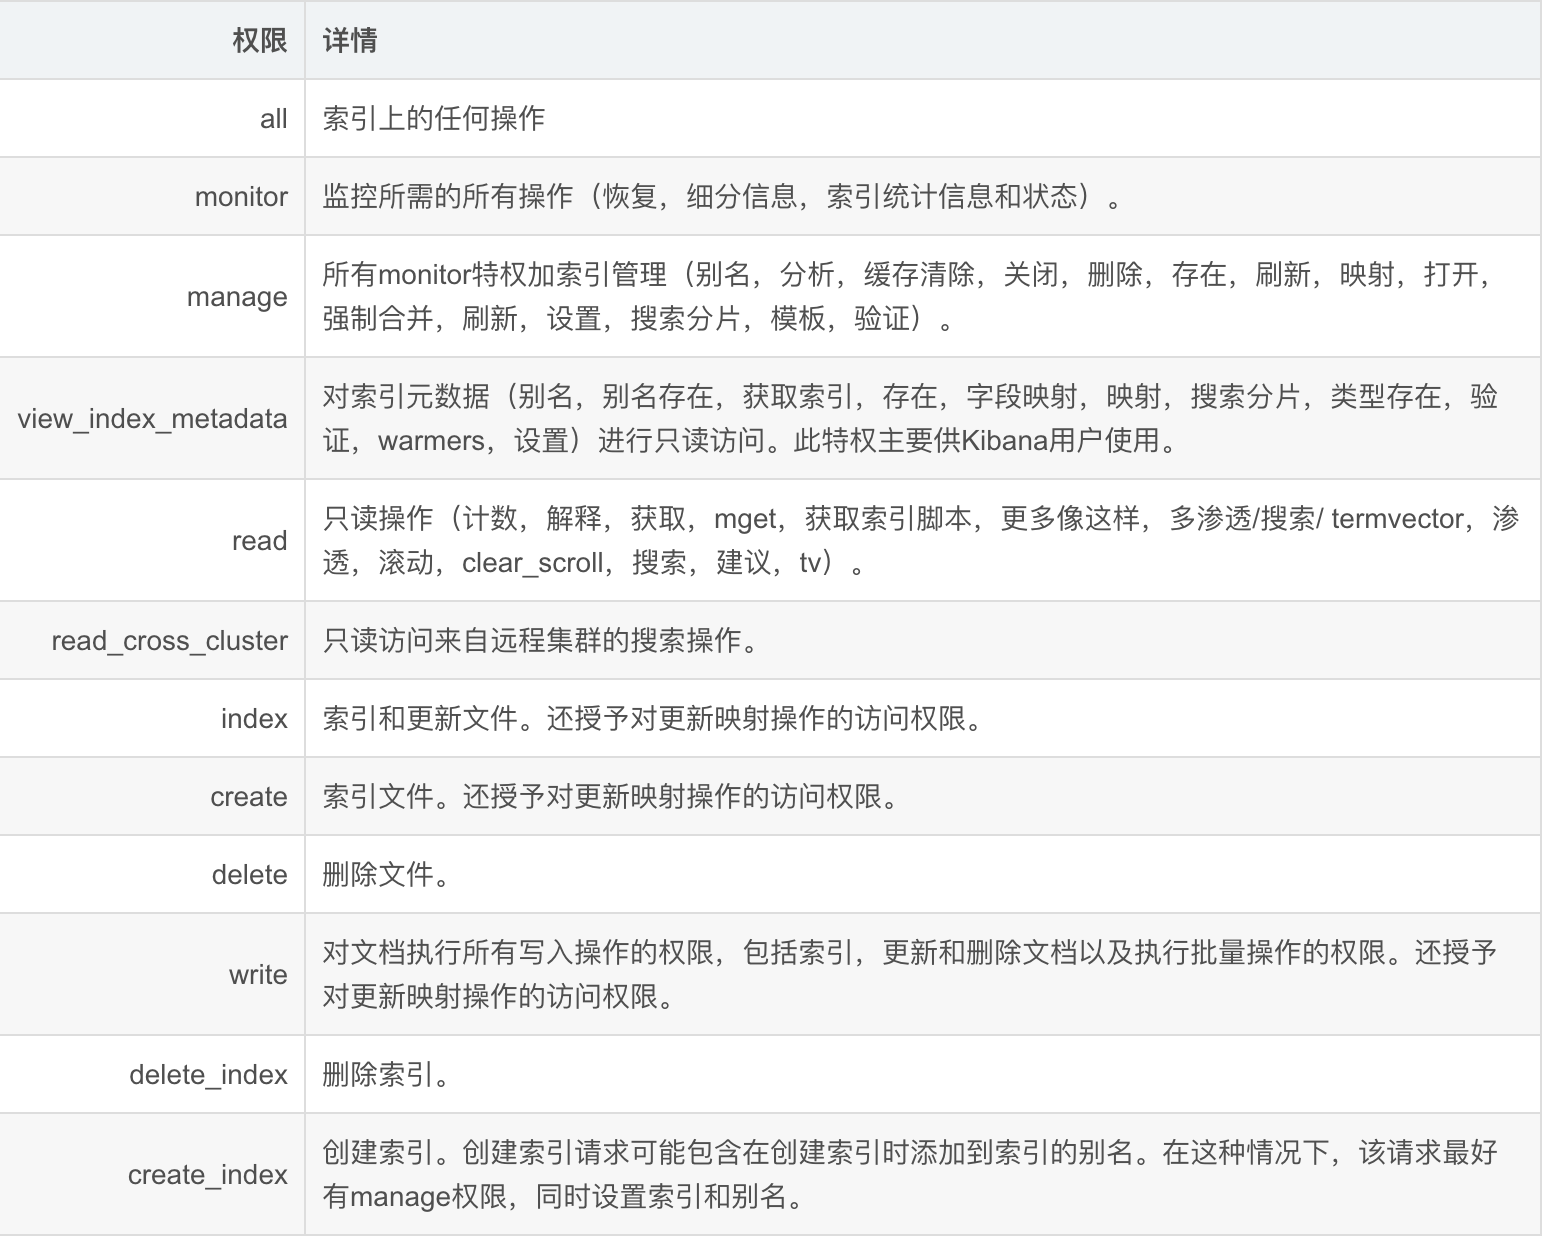 权限 详情
all 索引上的任何操作
monitor 监控所需的所有操作（恢复，细分信息，索引统计信息和状态）。
所有monitor特权加索引管理（别名，分析，缓存清除，关闭，删除，存在，刷新，映射，打开，
manage
强制合并，刷新，设置，搜索分片，模板，验证）。
对索引元数据（别名，别名存在，获取索引，存在，字段映射，映射，搜索分片，类型存在，验
view_index_metadata
证，warmers，设置）进行只读访问。此特权主要供Kibana用户使用。
只读操作（计数，解释，获取，mget，获取索引脚本，更多像这样，多渗透/搜索/ termvector，渗
read
透，滚动，clear_scroll，搜索，建议，tv）。
read_cross_cluster 只读访问来自远程集群的搜索操作。
index 索引和更新文件。还授予对更新映射操作的访问权限。
create 索引文件。还授予对更新映射操作的访问权限。
delete 删除文件。
对文档执行所有写入操作的权限，包括索引，更新和删除文档以及执行批量操作的权限。还授予
write
对更新映射操作的访问权限。
delete_index 删除索引。
创建索引。创建索引请求可能包含在创建索引时添加到索引的别名。在这种情况下，该请求最好
create_index
有manage权限，同时设置索引和别名。